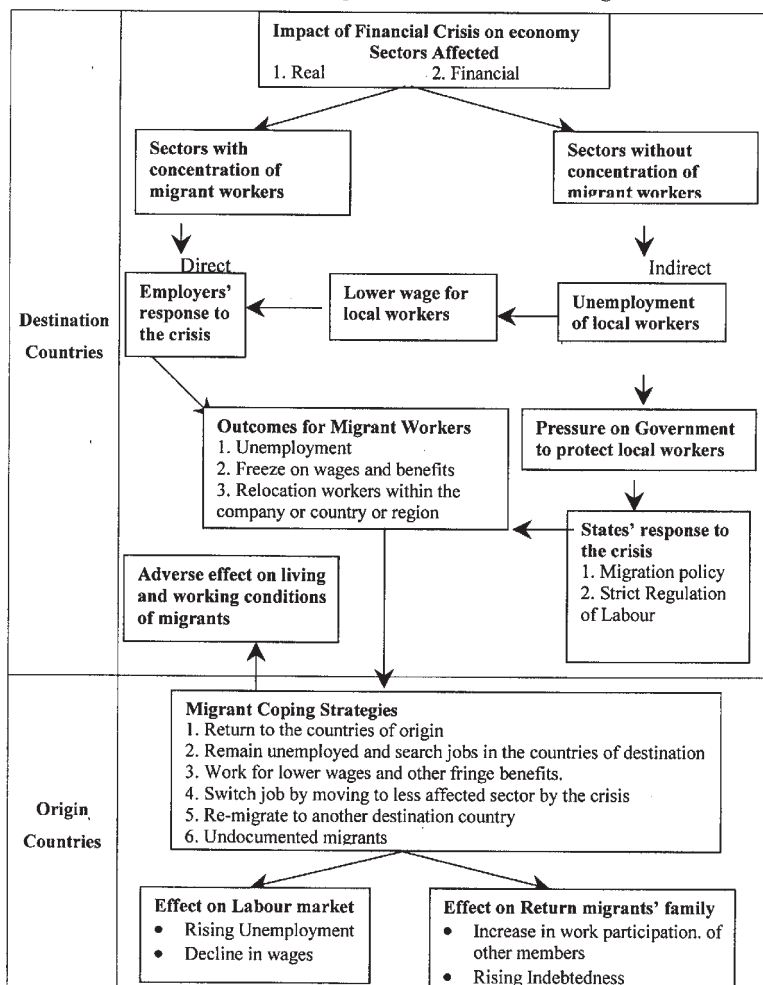 Impact of Financial Crisis on economy
Sectors Affected
1. Real 2. Financial
Sectors with
concentration of
migrant workers
Sectors without
concentration of
migrant workers
Direct
Indirect
Employers'
response to
the crisis
Lower wage for
local workers
Unemployment
of local workers
Destination
Countries
Outcomes for Migrant Workers
1. Unemployment
2. Freeze on wages and benefits
3. Relocation workers within the
company or country or region
Pressure on Government
to protect local workers
States' response to
the crisis
1. Migration policy
2. Strict Regulation
of Labour
Adverse effect on living
and working conditions
of migrants
Origin
Countries
Migrant Coping Strategies
1. Return to the countries of origin
2. Remain unemployed and search jobs in the countries of destination
3. Work for lower wages and other fringe benefits.
4. Switch job by moving to less affected sector by the crisis
5. Re-migrate to another destination country
6. Undocumented migrants
Effect on Labour market
• Rising Unemployment
• Decline in wages
Effect on Return migrants' family
• Increase in work participation. of
other members
• Rising Indebtedness